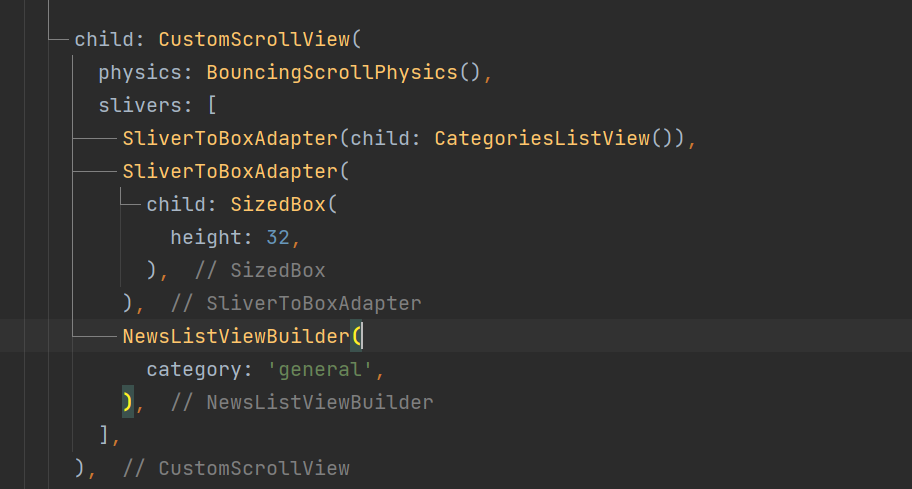 child: CustomScrollView(
physics: BouncingScrollPhysics(),
slivers: [
SliverToBoxAdapter(child: CategoriesListView()),
SliverToBoxAdapter(
child: SizedBox(
height: 32,
), // SizedBox
), // SliverToBoxAdapter
NewsListViewBuilder(
category: 'general',
), // NewsListViewBuilder
],
), // CustomScrollView